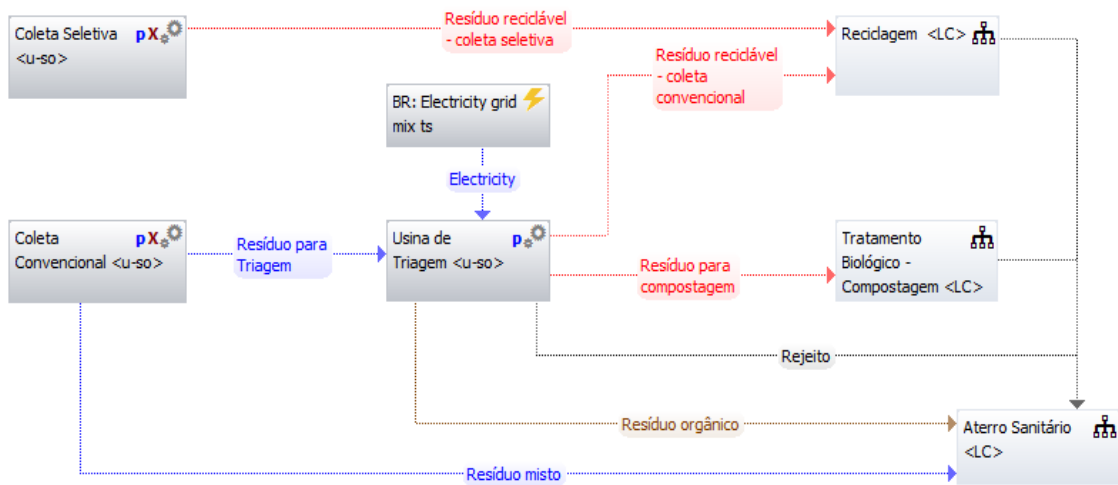 Coleta Seletiva pX
<u-so>
Resíduo reciclável
- coleta seletiva
Reciclagem <LC>
Resíduo reciclável
- coleta
convencional
BR: Electricity grid
mix ts
Electricity
Coleta pX
Convencional <u-so>
Resíduo para
Triagem
Usina de p
Triagem <u-so>
Resíduo para
compostagem
Tratamento
Biológico -
Compostagem <LC>
Rejeito
Resíduo orgânico
Aterro Sanitário
<LC>
Resíduo misto